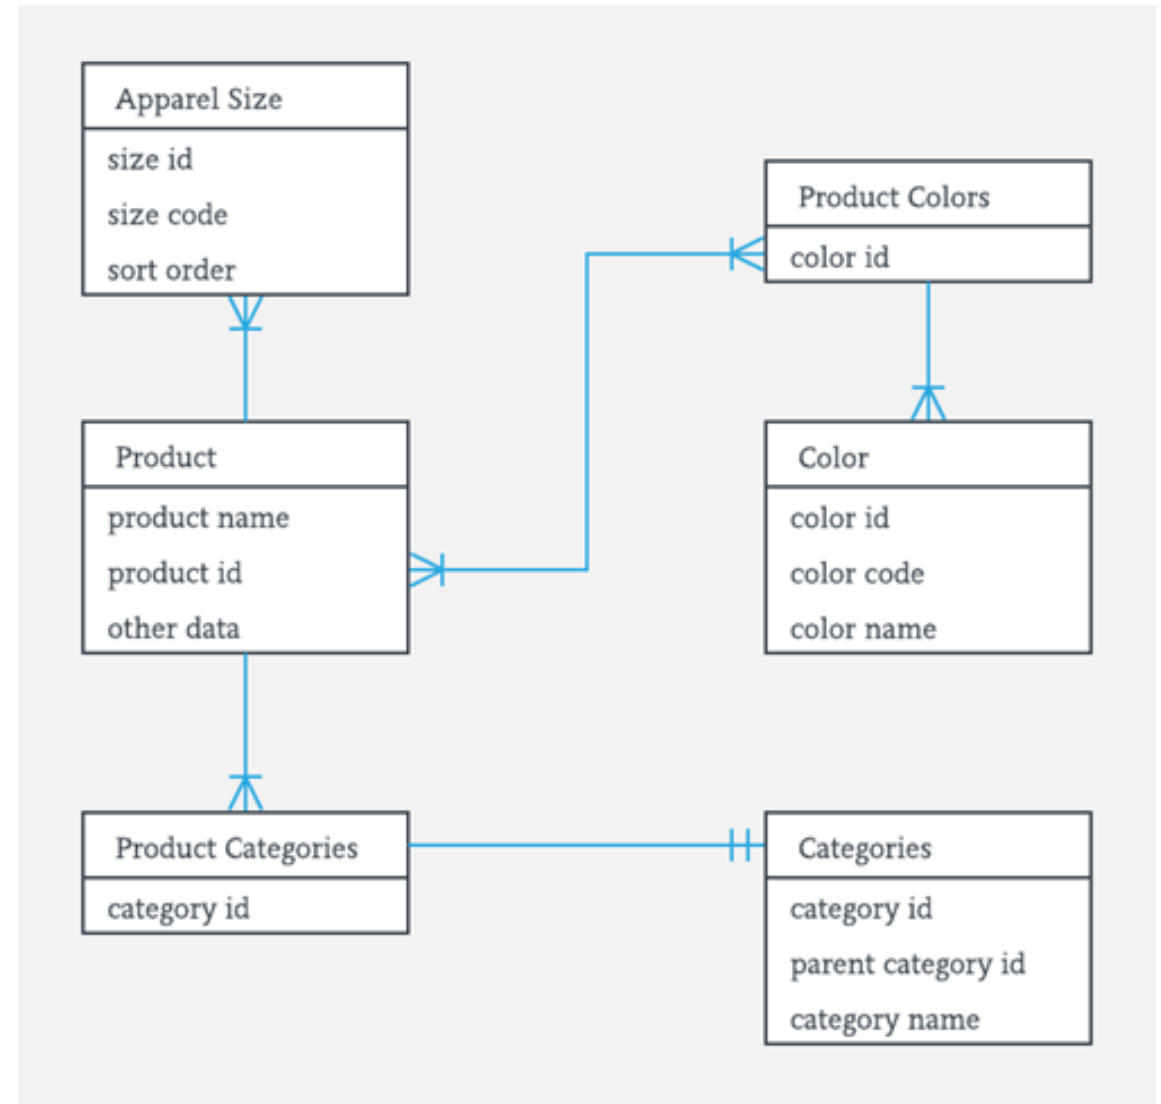 Apparel Size
size id
size code
sort order
Product Colors
color id
Product
product name
product id
other data
Color
color id
color code
color name
Product Categories
category id
Categories
category id
parent category id
category name